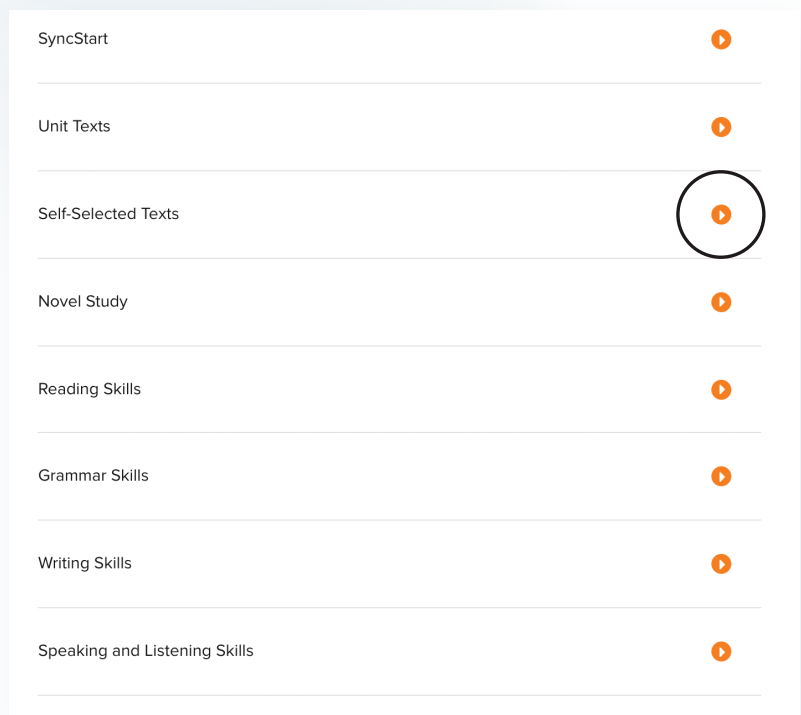 SyncStart
Unit Texts
Self-Selected Texts
Novel Study
Reading Skills
Grammar Skills
Writing Skills
Speaking and Listening Skills